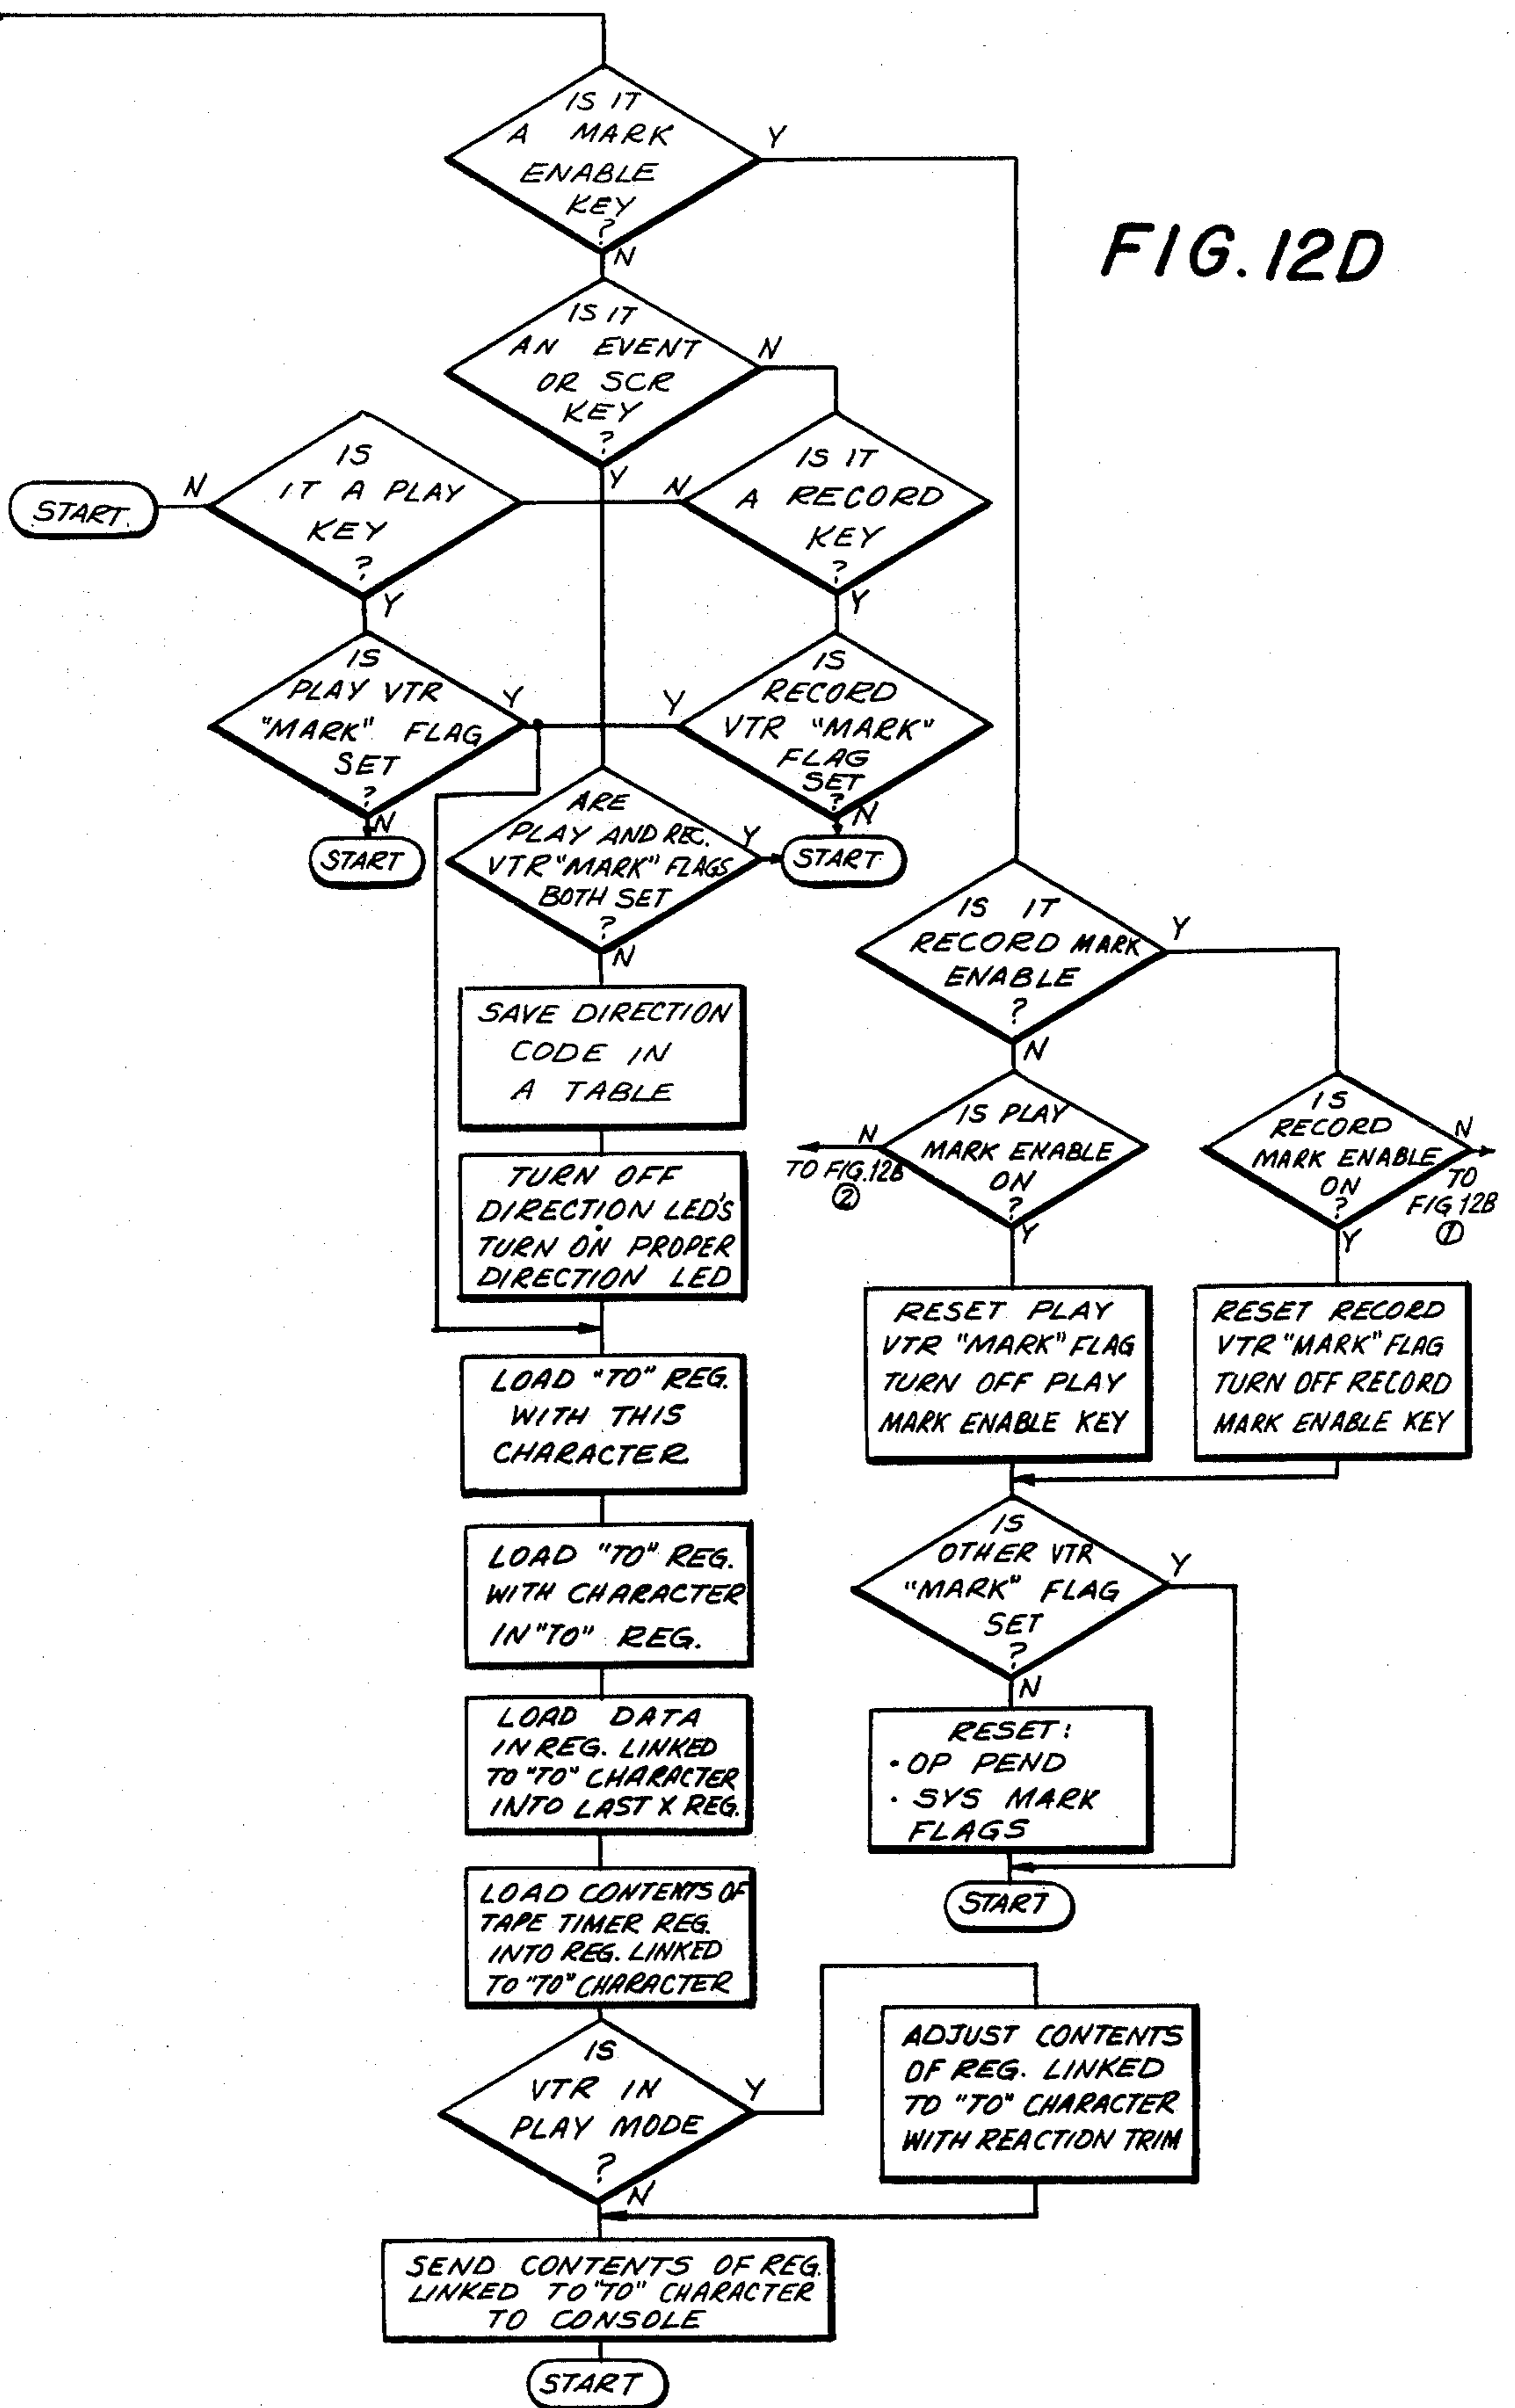 IS IT
A MARK
ENABLE
KEY
?
Y
N
FIG. 12D
IS IT
AN EVENT
OR SCR
KEY
?
N
Y
IS
IT A PLAY
KEY
?
N
Y
START.
IS IT
A RECORD
KEY
?
N
Y
IS
PLAY VTR
"MARK" FLAG
SET
?
Y
N
START
IS
RECORD
VTR "MARK"
FLAG
SET
?
Y
N
START
ARE
PLAY AND REC.
VTR "MARK" FLAGS
BOTH SET
?
Y
N
SAVE DIRECTION
CODE IN
A TABLE
TURN OFF
DIRECTION LED'S
TURN ON PROPER
DIRECTION LED
LOAD "TO" REG.
WITH THIS
CHARACTER.
LOAD "TO" REG.
WITH CHARACTER
IN "TO" REG.
LOAD DATA
IN REG. LINKED
TO "TO" CHARACTER
INTO LAST X REG.
LOAD CONTENTS OF
TAPE TIMER REG.
INTO REG. LINKED
TO "TO" CHARACTER
IS
VTR IN
PLAY MODE
?
Y
N
ADJUST CONTENTS
OF REG. LINKED
TO "TO" CHARACTER
WITH REACTION TRIM
SEND CONTENTS OF REG.
LINKED TO "TO" CHARACTER
TO CONSOLE
START
IS IT
RECORD MARK
ENABLE
?
Y
N
IS PLAY
MARK ENABLE
ON
?
N
TO FIG. 12B
②
Y
IS
RECORD
MARK ENABLE
ON
?
N
TO
FIG 12B
①
Y
RESET PLAY
VTR "MARK" FLAG
TURN OFF PLAY
MARK ENABLE KEY
RESET RECORD
VTR "MARK" FLAG
TURN OFF RECORD
MARK ENABLE KEY
IS
OTHER VTR
"MARK" FLAG
SET
?
Y
N
RESET:
• OP PEND
• SYS MARK
FLAGS
START